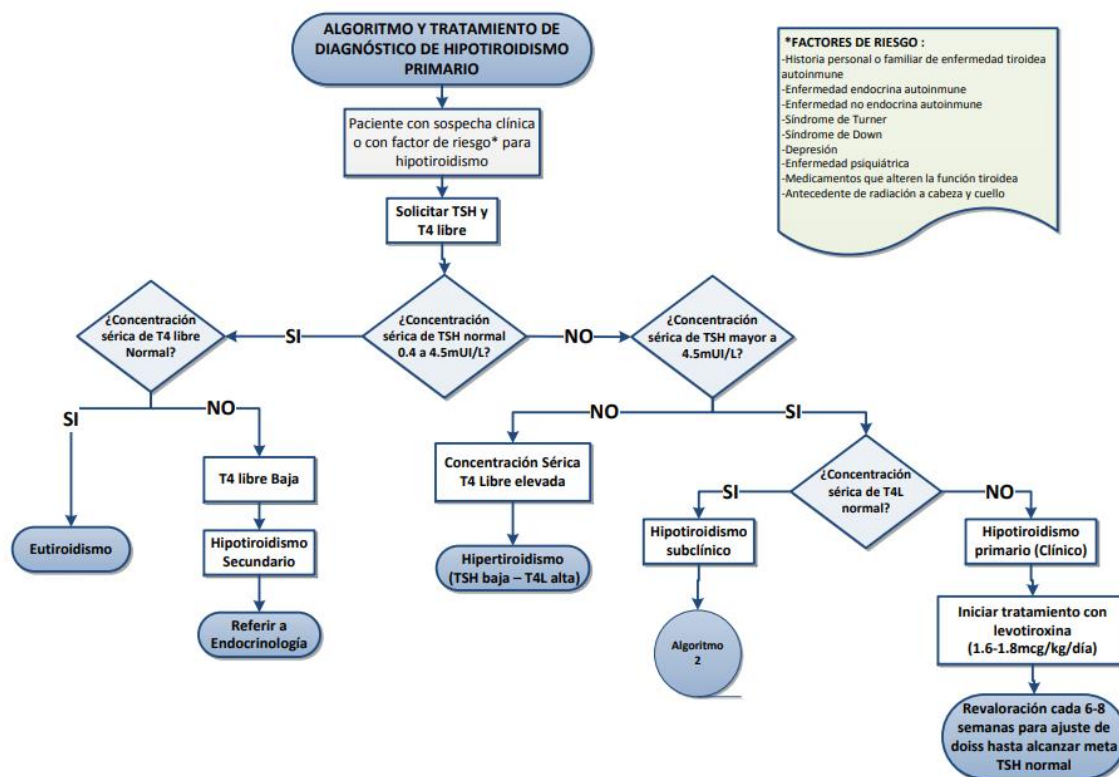 ALGORITMO Y TRATAMIENTO DE
DIAGNÓSTICO DE HIPOTIROIDISMO
PRIMARIO
*FACTORES DE RIESGO :
-Historia personal o familiar de enfermedad tiroidea
autoinmune
-Enfermedad endocrina autoinmune
-Enfermedad no endocrina autoinmune
-Síndrome de Turner
-Síndrome de Down
-Depresión
-Enfermedad psiquiátrica
-Medicamentos que alteren la función tiroidea
-Antecedente de radiación a cabeza y cuello
Paciente con sospecha clínica
o con factor de riesgo* para
hipotiroidismo
Solicitar TSH y
T4 libre
¿Concentración
sérica de T4 libre
Normal?
SI
¿Concentración
sérica de TSH normal
0.4 a 4.5mUI/L?
NO
¿Concentración
sérica de TSH mayor a
4.5mUI/L?
SI
NO
NO
SI
T4 libre Baja
Concentración Sérica
T4 Libre elevada
¿Concentración
sérica de T4L
normal?
SI
NO
Eutiroidismo
Hipotiroidismo
Secundario
Hipertiroidismo
(TSH baja – T4L alta)
Hipotiroidismo
subclínico
Hipotiroidismo
primario (Clínico)
Referir a
Endocrinología
Algoritmo
2
Iniciar tratamiento con
levotiroxina
(1.6-1.8mcg/kg/día)
Revaloración cada 6-8
semanas para ajuste de
doiss hasta alcanzar meta
TSH normal